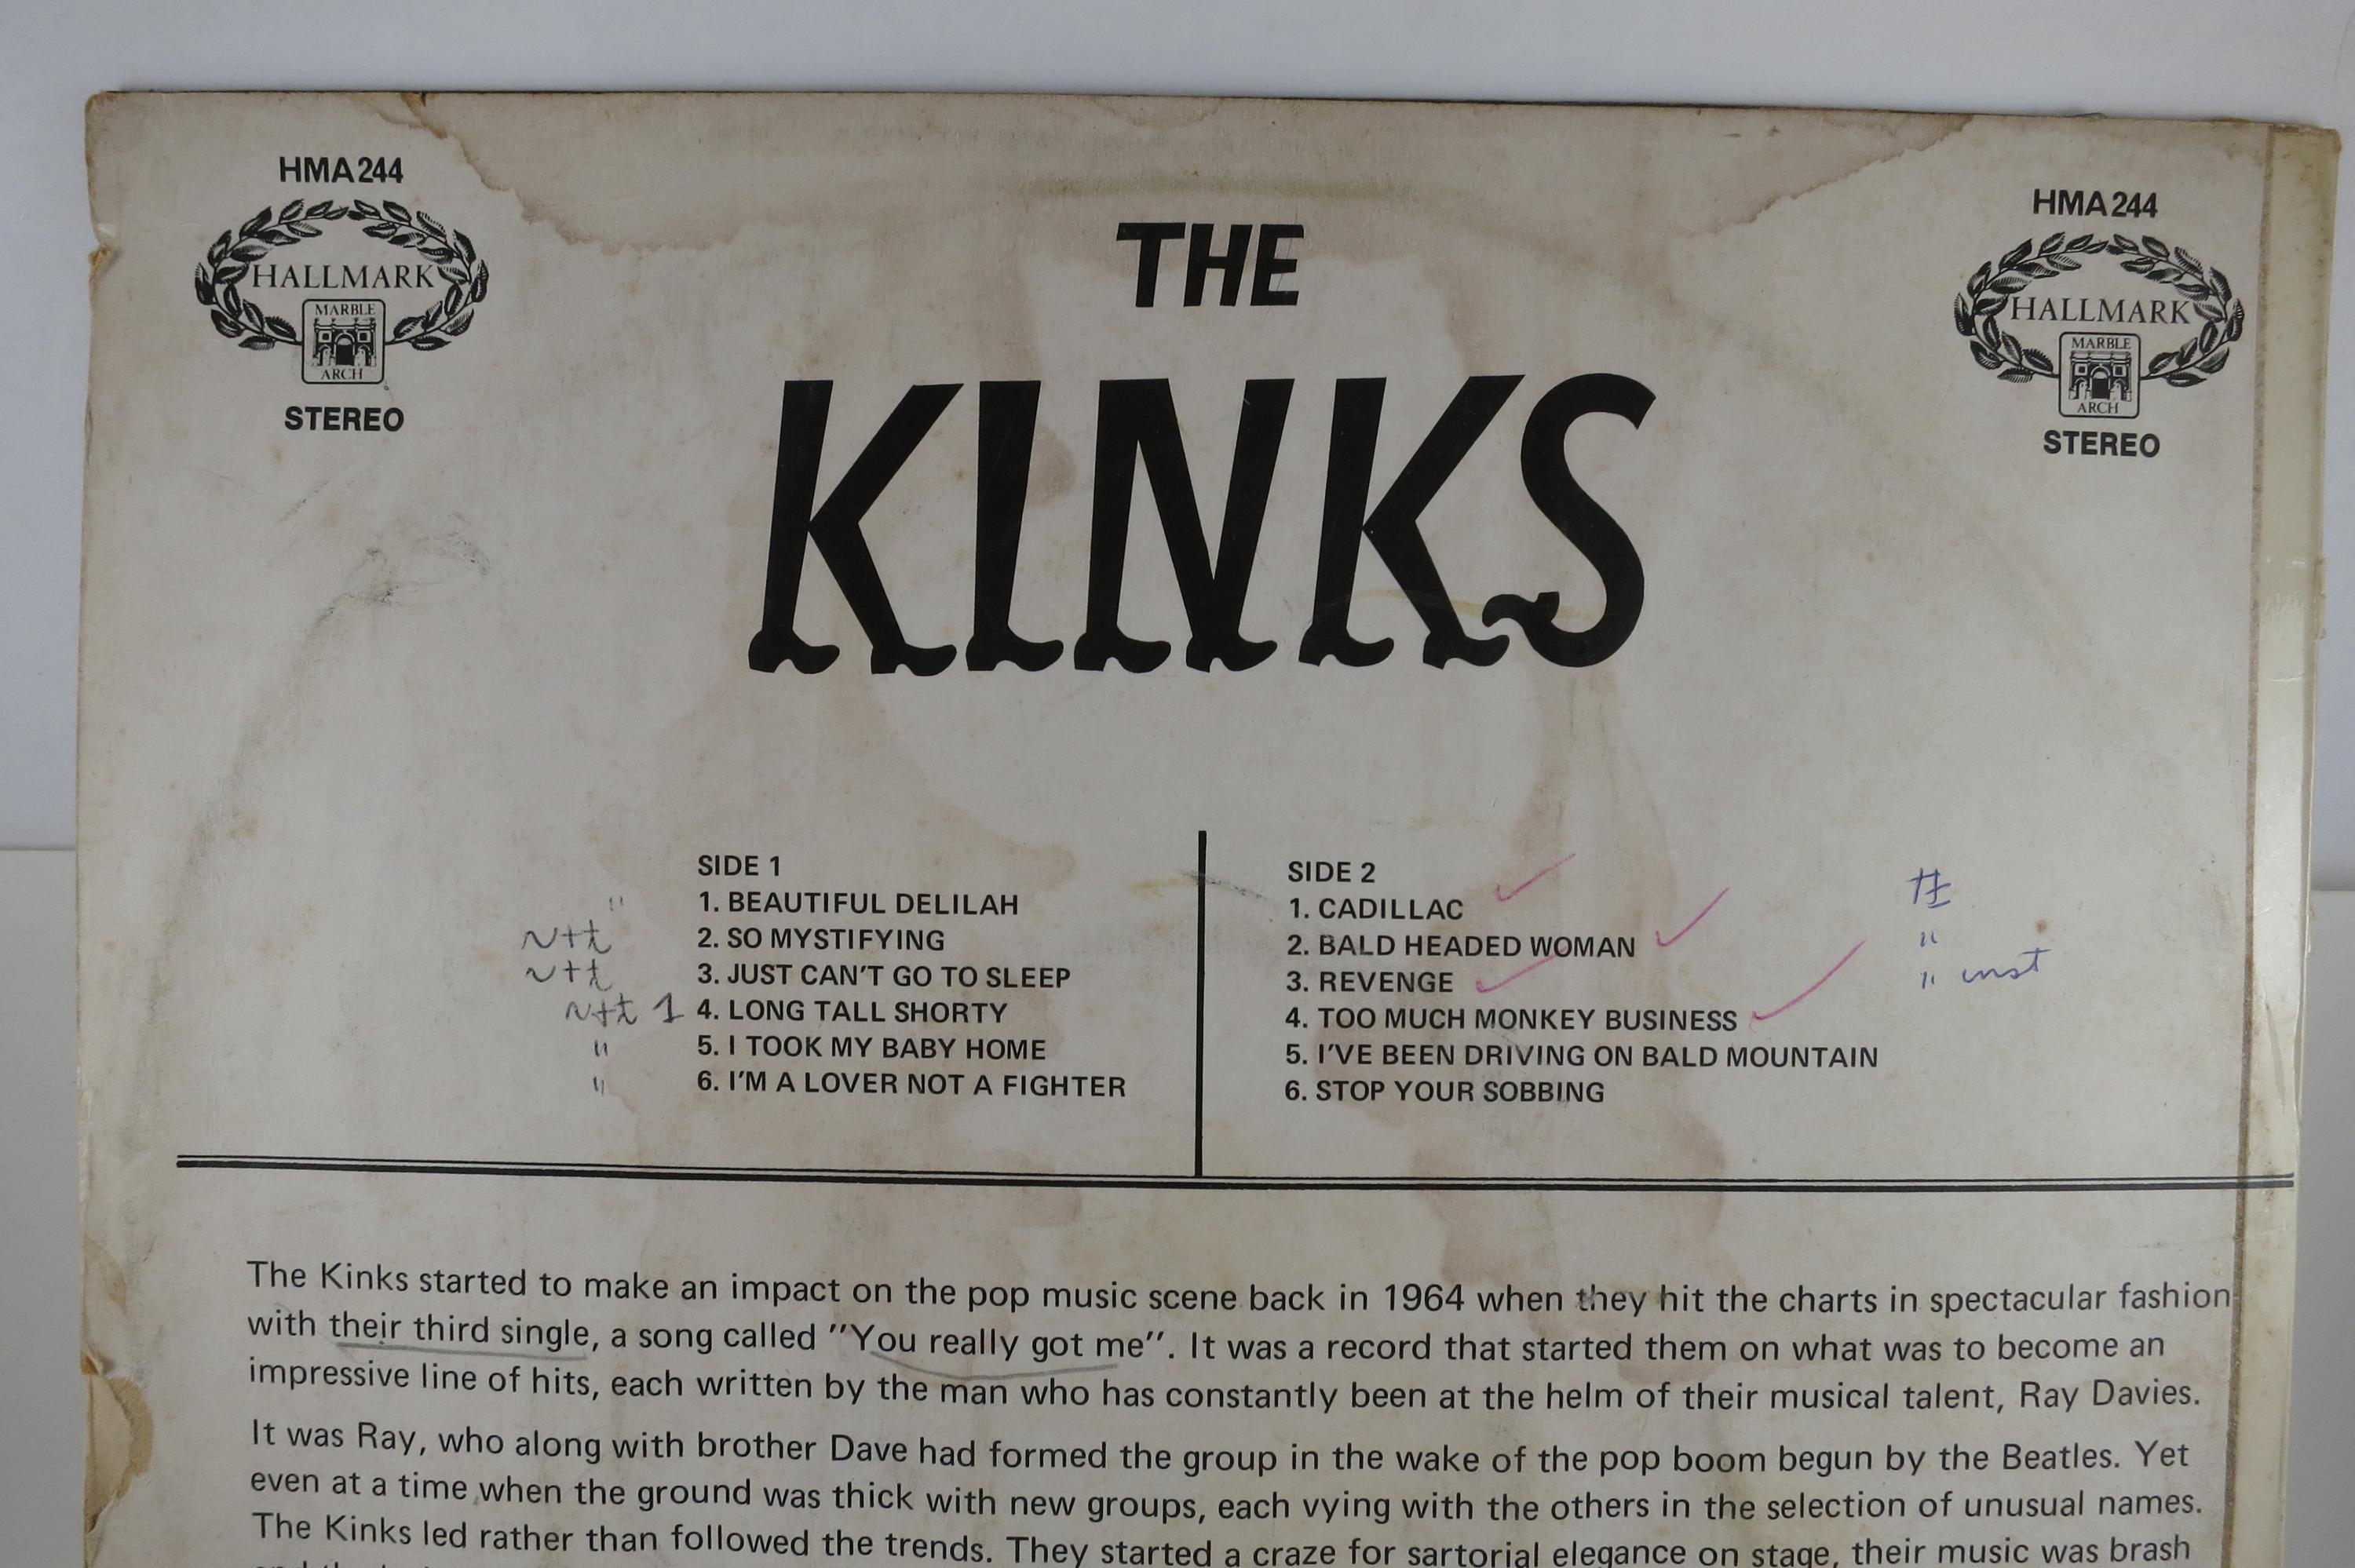 HMA 244
HALLMARK
MARBLE
ARCH
STEREO
HMA 244
HALLMARK
MARBLE
ARCH
STEREO
THE
KINKS
SIDE 1
" 1. BEAUTIFUL DELILAH
2. SO MYSTIFYING
3. JUST CAN'T GO TO SLEEP
1 4. LONG TALL SHORTY
" 5. I TOOK MY BABY HOME
" 6. I'M A LOVER NOT A FIGHTER
SIDE 2
1. CADILLAC ✓
2. BALD HEADED WOMAN ✓ "
3. REVENGE ✓ " inst
4. TOO MUCH MONKEY BUSINESS ✓
5. I'VE BEEN DRIVING ON BALD MOUNTAIN
6. STOP YOUR SOBBING
The Kinks started to make an impact on the pop music scene back in 1964 when they hit the charts in spectacular fashion
with their third single, a song called "You really got me". It was a record that started them on what was to become an
impressive line of hits, each written by the man who has constantly been at the helm of their musical talent, Ray Davies.
It was Ray, who along with brother Dave had formed the group in the wake of the pop boom begun by the Beatles. Yet
even at a time when the ground was thick with new groups, each vying with the others in the selection of unusual names.
The Kinks led rather than followed the trends. They started a craze for sartorial elegance on stage, their music was brash